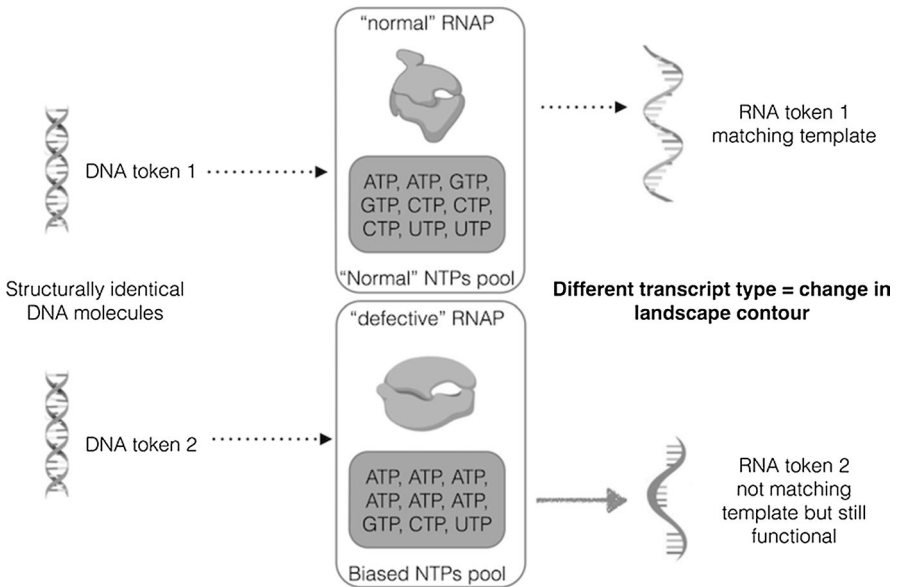 “normal” RNAP
DNA token 1
ATP, ATP, GTP,
GTP, CTP, CTP,
CTP, UTP, UTP
“Normal” NTPs pool
RNA token 1
matching template
Structurally identical
DNA molecules
Different transcript type = change in
landscape contour
“defective” RNAP
DNA token 2
ATP, ATP, ATP,
ATP, ATP, ATP,
GTP, CTP, UTP
Biased NTPs pool
RNA token 2
not matching
template but still
functional